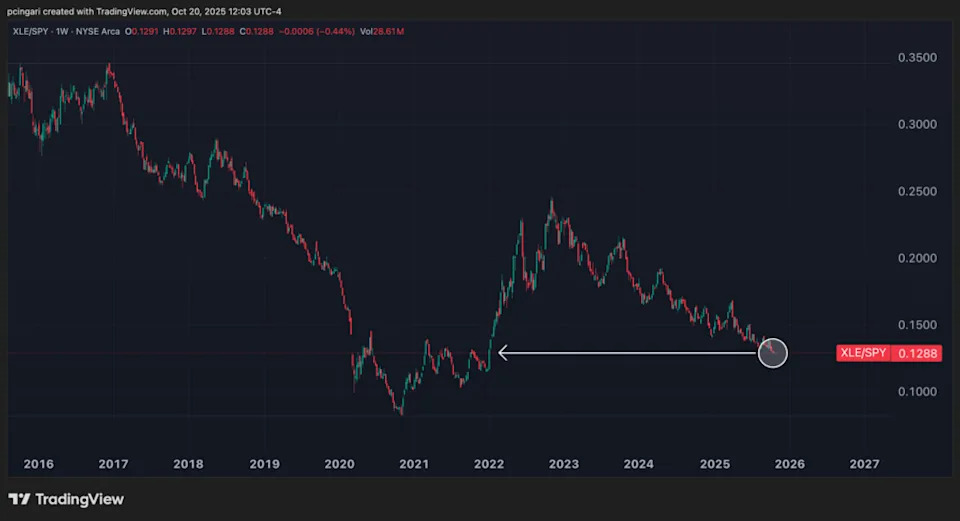 pcingari created with TradingView.com, Oct 20, 2025 12:03 UTC-4
XLE/SPY · 1W · NYSE Arca O0.1291 H0.1297 L0.1288 C0.1288 −0.0006 (−0.44%) Vol28.61M
0.3500
0.3000
0.2500
0.2000
0.1500
XLE/SPY 0.1288
0.1000
2016 2017 2018 2019 2020 2021 2022 2023 2024 2025 2026 2027
TradingView